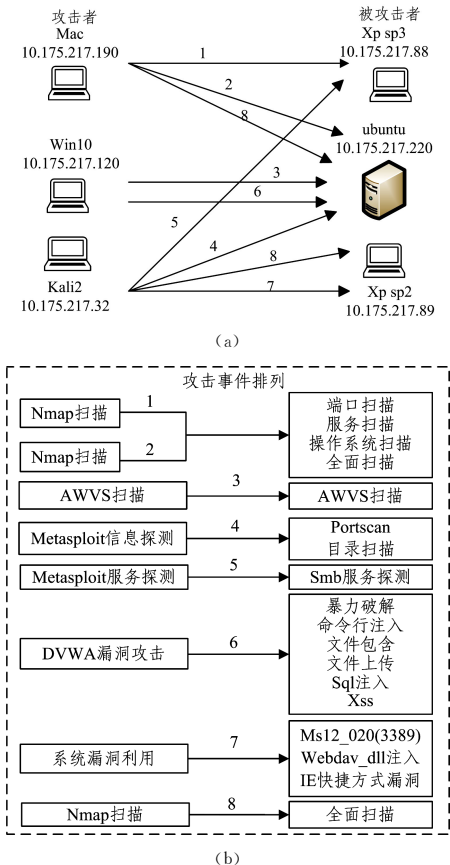 攻击者
Mac
10.175.217.190
被攻击者
Xp sp3
10.175.217.88
1
2
8
ubuntu
10.175.217.220
Win10
10.175.217.120
3
6
5
4
8
7
Kali2
10.175.217.32
Xp sp2
10.175.217.89
(a)
攻击事件排列
Nmap扫描
1
Nmap扫描
2
端口扫描
服务扫描
操作系统扫描
全面扫描
AWVS扫描
3
AWVS扫描
Metasploit信息探测
4
Portscan
目录扫描
Metasploit服务探测
5
Smb服务探测
DVWA漏洞攻击
6
暴力破解
命令行注入
文件包含
文件上传
Sql注入
Xss
系统漏洞利用
7
Ms12_020(3389)
Webdav_dll注入
IE快捷方式漏洞
Nmap扫描
8
全面扫描
(b)